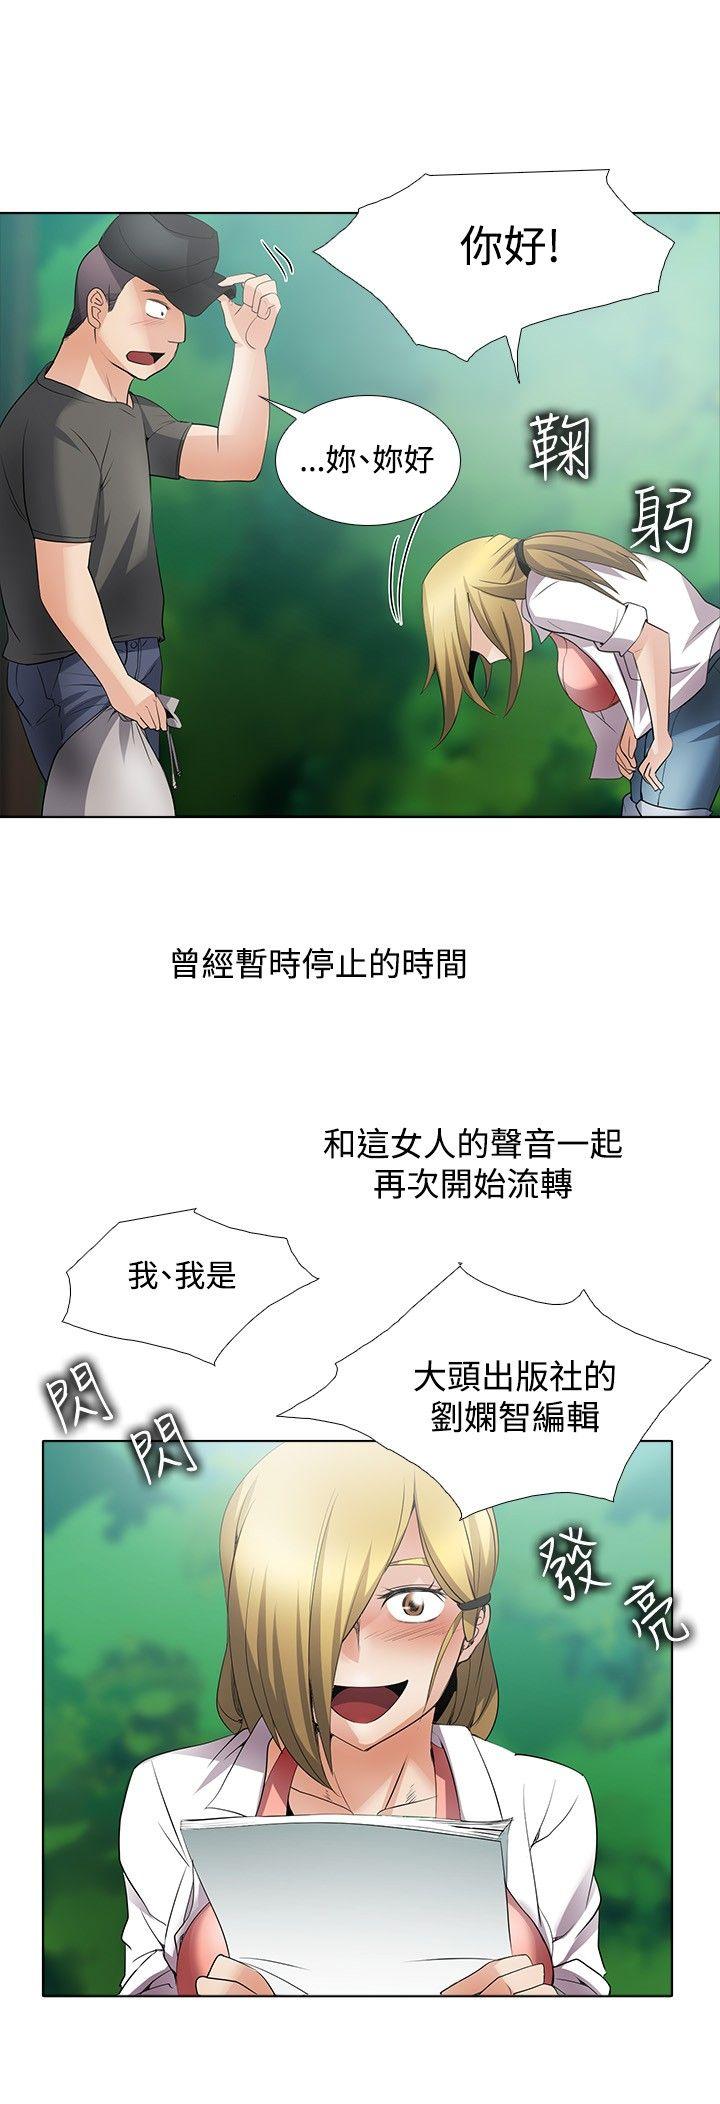 你好!
…妳、妳好
鞠
躬
曾經暫時停止的時間
和這女人的聲音一起
再次開始流轉
我、我是
大頭出版社的
劉嫻智編輯
閃
閃
發
亮